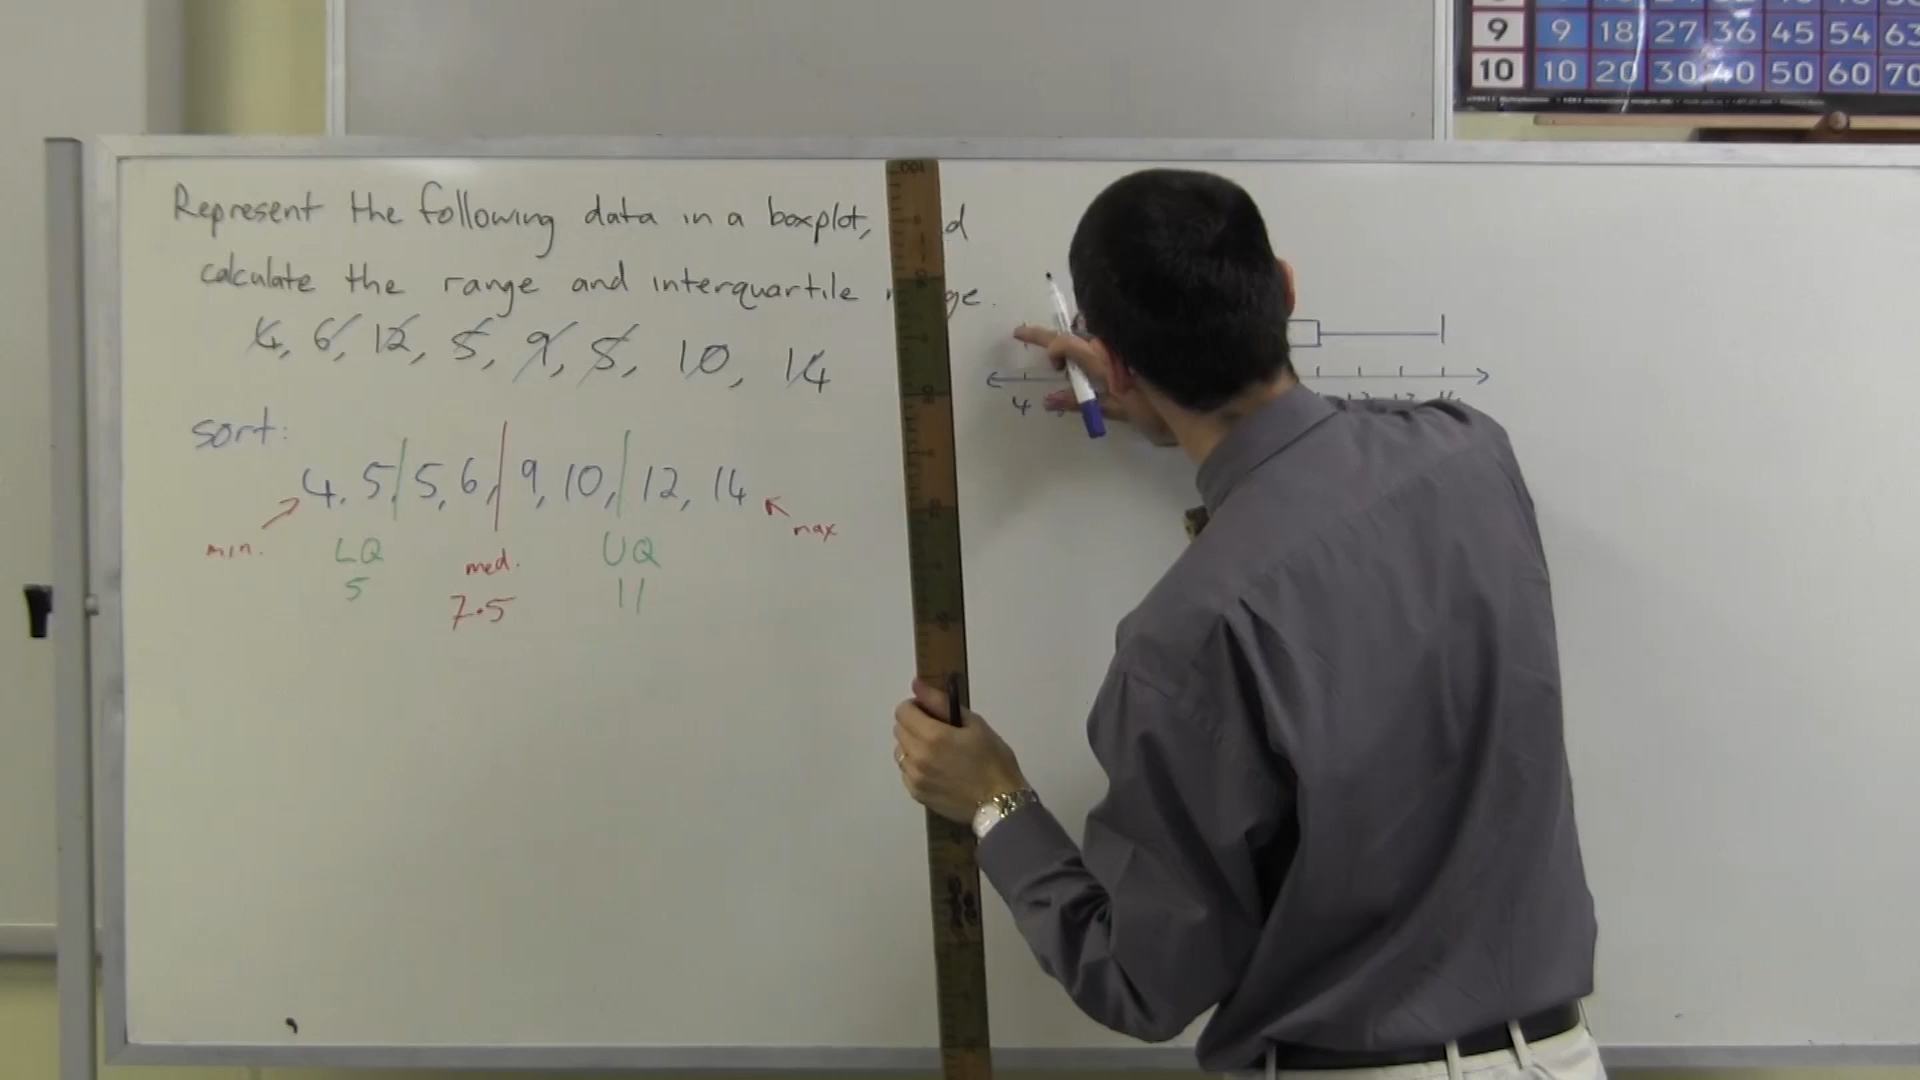 9 9 18 27 36 45 54 63
10 10 20 30 40 50 60 70
Represent the following data in a boxplot,
calculate the range and interquartile
4, 6, 12, 5, 9, 5, 10, 14
sort:
4, 5, 5, 6, 9, 10, 12, 14
min. LQ med. UQ max
5 7.5 11
4
100